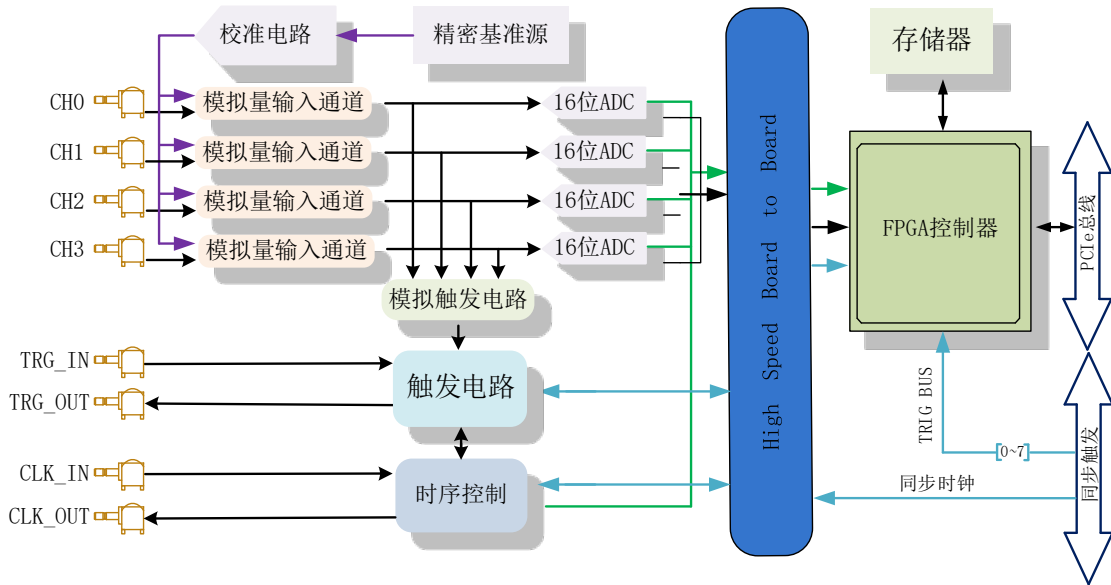 校准电路
精密基准源
存储器
CH0
模拟量输入通道
16位ADC
CH1
模拟量输入通道
16位ADC
CH2
模拟量输入通道
16位ADC
CH3
模拟量输入通道
16位ADC
High Speed Board to Board
FPGA控制器
PCIe总线
模拟触发电路
TRG_IN
TRG_OUT
触发电路
TRIG BUS
[0~7]
同步触发
CLK_IN
CLK_OUT
时序控制
同步时钟